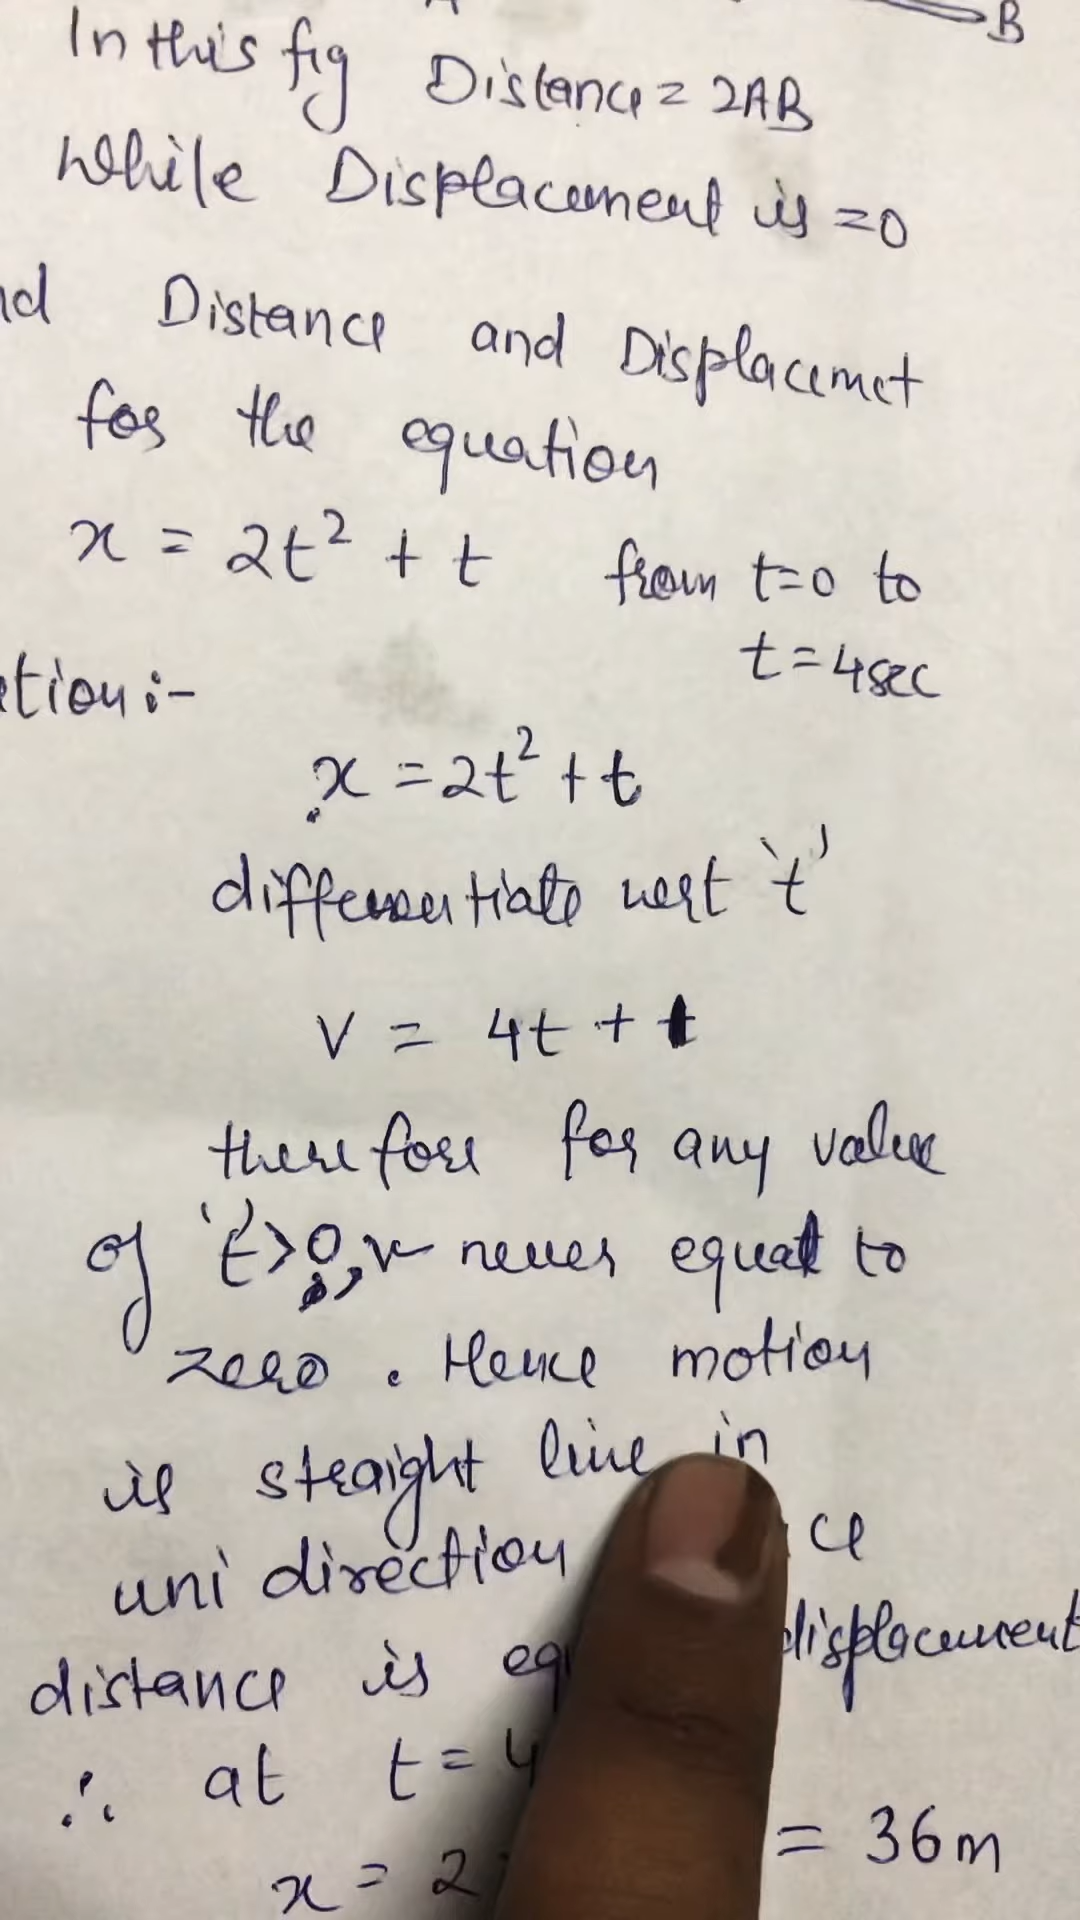 B
In this fig Distance = 2AB
While Displacement is = 0
Distance and Displacemet
for the equation
x = 2t² + t from t=0 to
t=4sec
x = 2t² + t
differentiate wrt 't'
v = 4t +
therefore for any value
of 't'>0, v never equal to
zero. Hence motion
is straight line in
uni direction
distance is displacement
∴ at t = 4
x = 2 = 36m